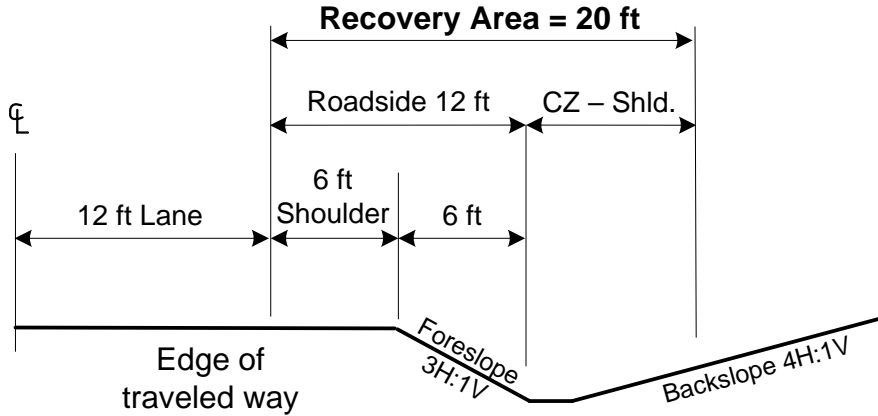 Recovery Area = 20 ft
Roadside 12 ft
CZ – Shld.
℄
6 ft
Shoulder
12 ft Lane
6 ft
Foreslope
3H:1V
Edge of
traveled way
Backslope 4H:1V